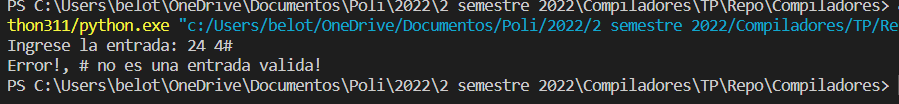 PS C:\Users\belot\OneDrive\Documentos\Poli\2022\2 semestre 2022\Compiladores\TP\Repo\Compiladores>
thon311/python.exe "c:/Users/belot/OneDrive/Documentos/Poli/2022/2 semestre 2022/Compiladores/TP/Re
Ingrese la entrada: 24 4#
Error!, # no es una entrada valida!
PS C:\Users\belot\OneDrive\Documentos\Poli\2022\2 semestre 2022\Compiladores\TP\Repo\Compiladores>